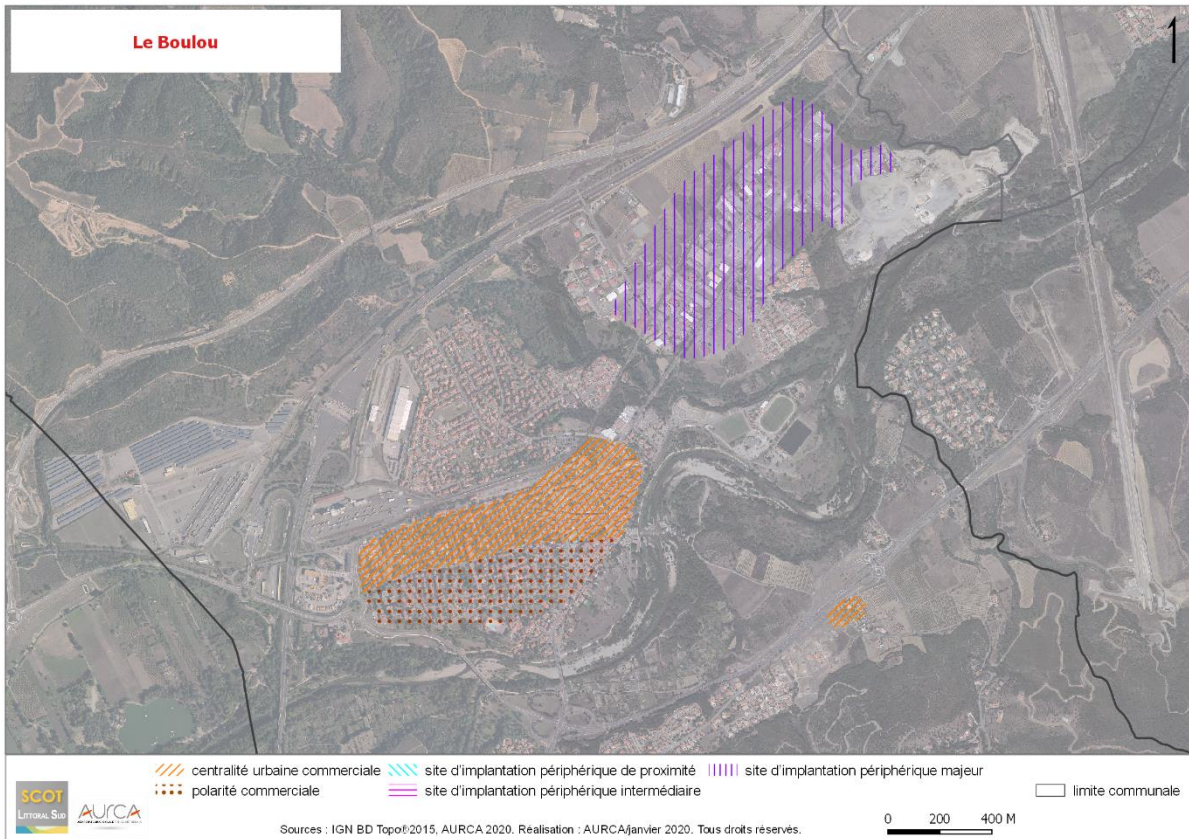 Le Boulou
centralité urbaine commerciale
site d'implantation périphérique de proximité
site d'implantation périphérique majeur
polarité commerciale
site d'implantation périphérique intermédiaire
limite communale
SCOT
LITTORAL SUD
AURCA
Sources : IGN BD Topo®2015, AURCA 2020. Réalisation : AURCA/janvier 2020. Tous droits réservés.
0 200 400 M